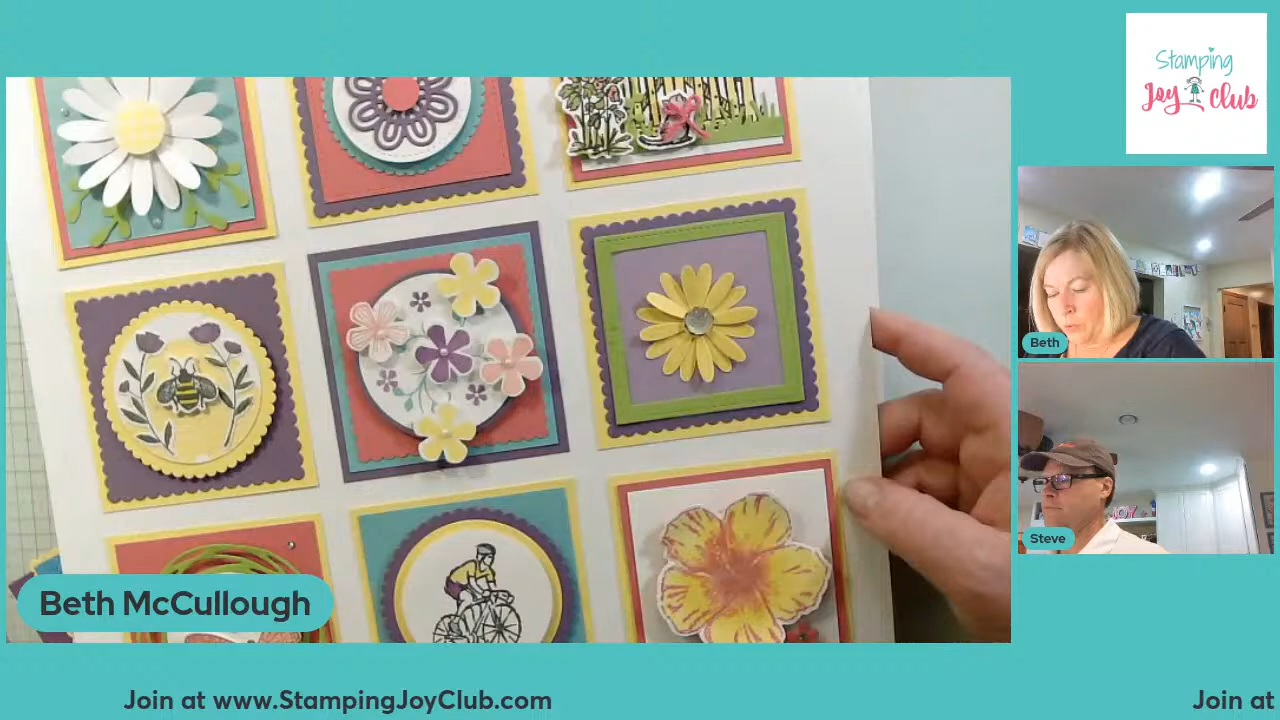 Stamping
Joy club
Beth
Steve
Beth McCullough
Join at www.StampingJoyClub.com
Join at